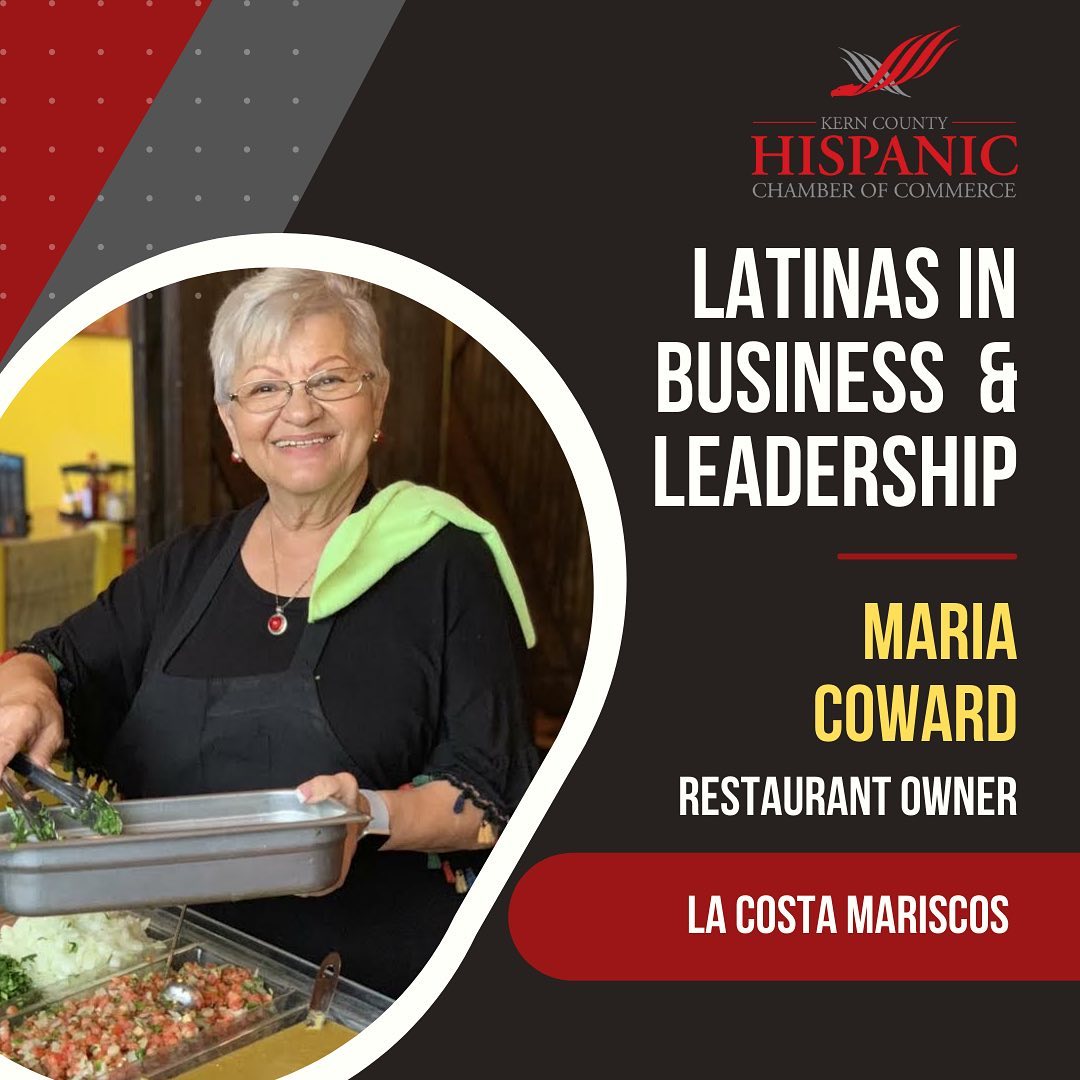 KERN COUNTY
HISPANIC
CHAMBER OF COMMERCE
LATINAS IN
BUSINESS &
LEADERSHIP
MARIA
COWARD
RESTAURANT OWNER
LA COSTA MARISCOS